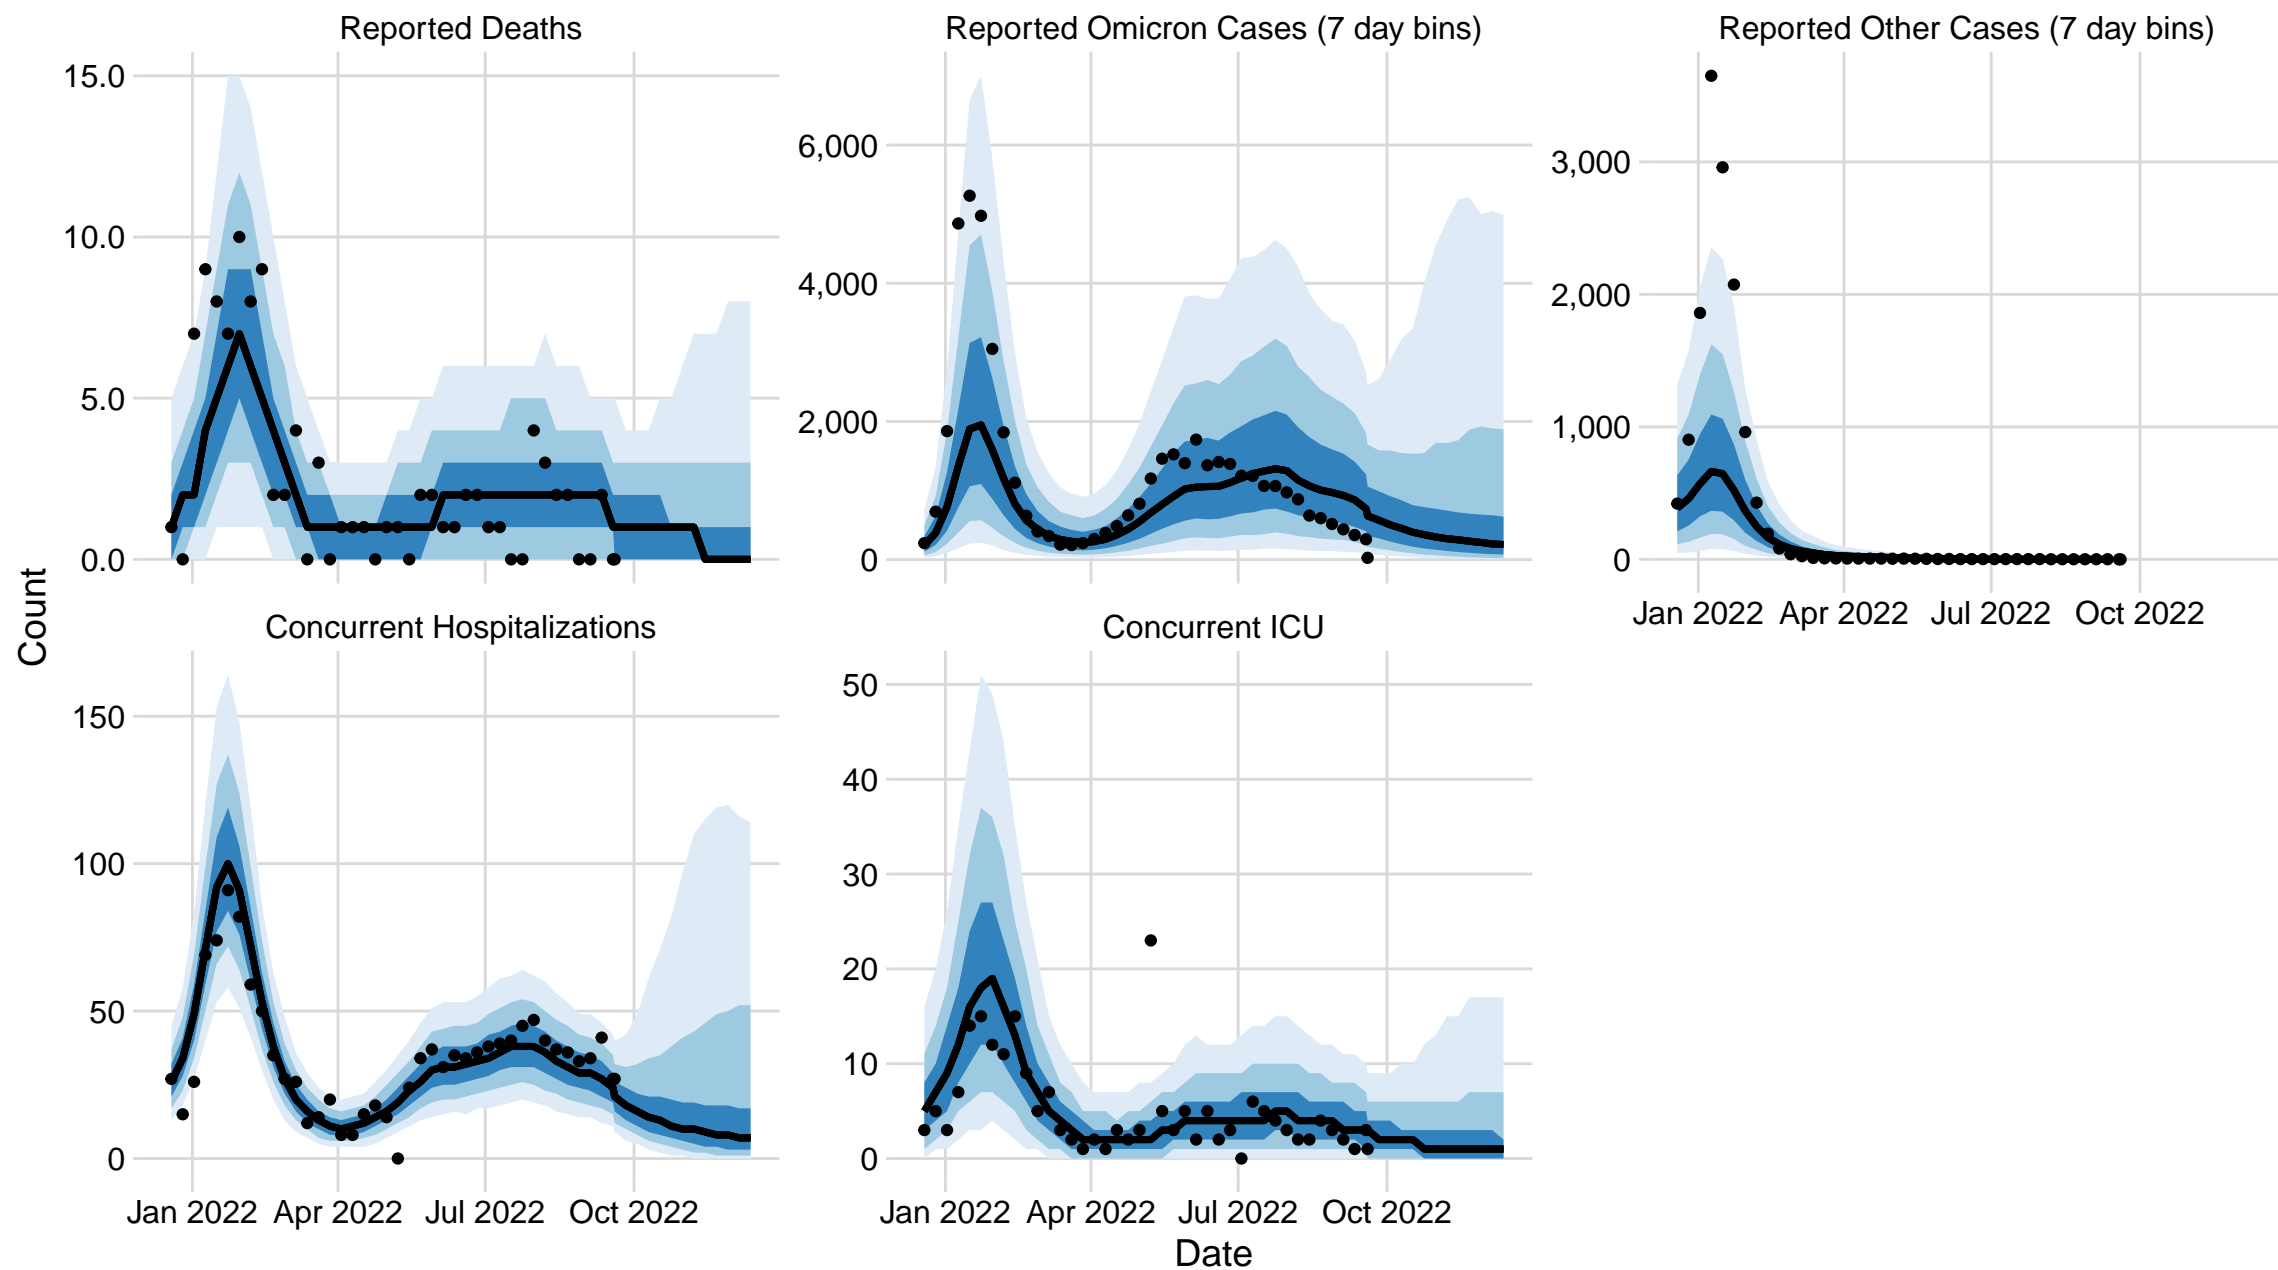 Reported Deaths
Reported Omicron Cases (7 day bins)
Reported Other Cases (7 day bins)
15.0
10.0
5.0
0.0
6,000
4,000
2,000
0
3,000
2,000
1,000
0
Jan 2022 Apr 2022 Jul 2022 Oct 2022
Count
Concurrent Hospitalizations
Concurrent ICU
150
100
50
0
50
40
30
20
10
0
Jan 2022 Apr 2022 Jul 2022 Oct 2022
Jan 2022 Apr 2022 Jul 2022 Oct 2022
Date